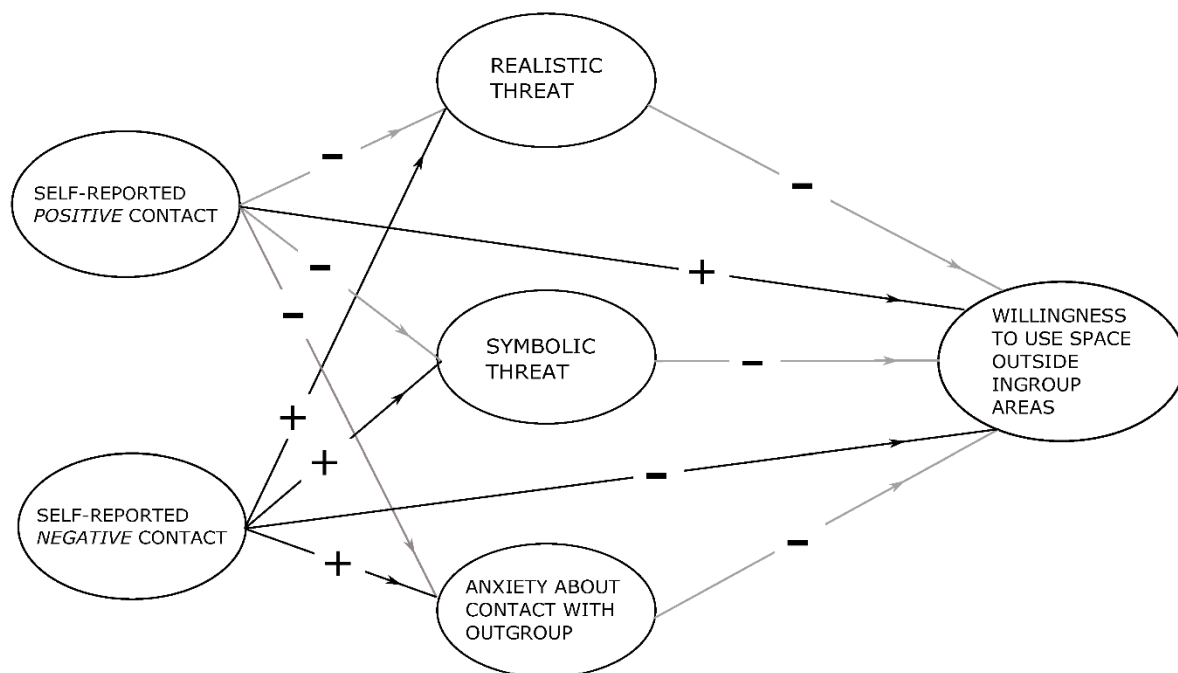 REALISTIC
THREAT
-
SELF-REPORTED
POSITIVE CONTACT
-
-
-
+
-
SYMBOLIC
THREAT
-
WILLINGNESS
TO USE SPACE
OUTSIDE
INGROUP
AREAS
+
+
-
SELF-REPORTED
NEGATIVE CONTACT
+
-
ANXIETY ABOUT
CONTACT WITH
OUTGROUP